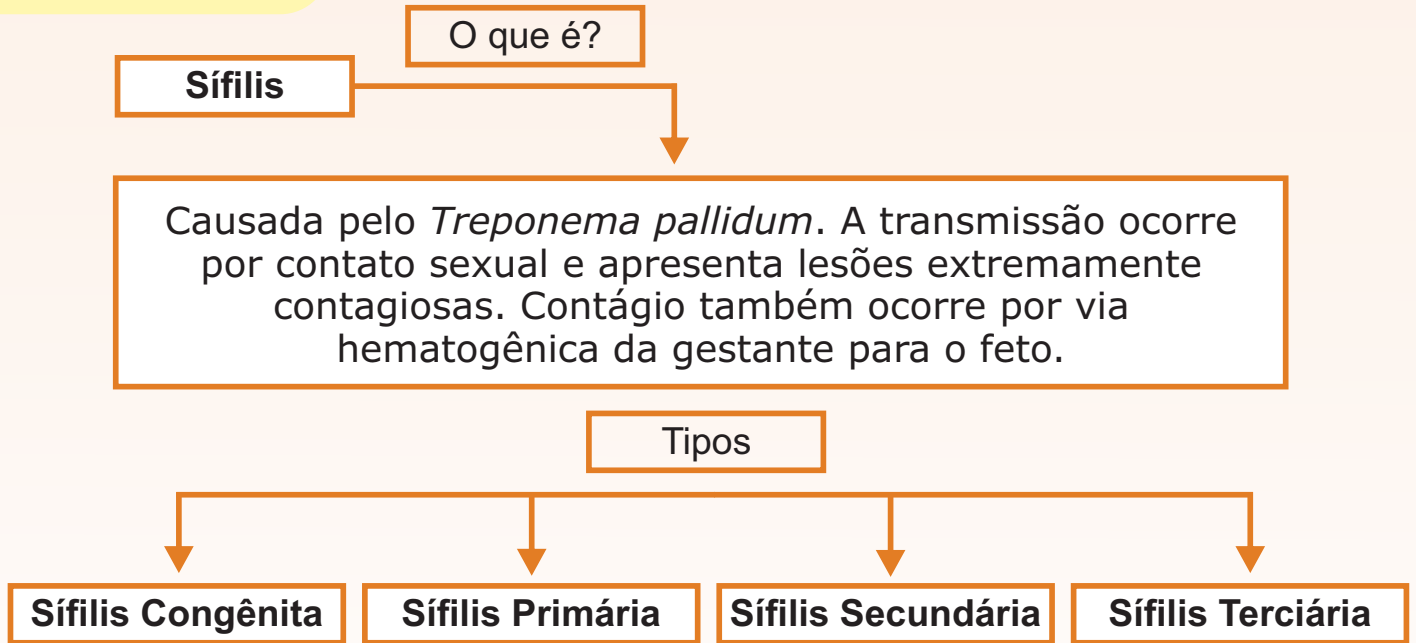 O que é?
Sífilis
Causada pelo Treponema pallidum. A transmissão ocorre
por contato sexual e apresenta lesões extremamente
contagiosas. Contágio também ocorre por via
hematogênica da gestante para o feto.
Tipos
Sífilis Congênita
Sífilis Primária
Sífilis Secundária
Sífilis Terciária